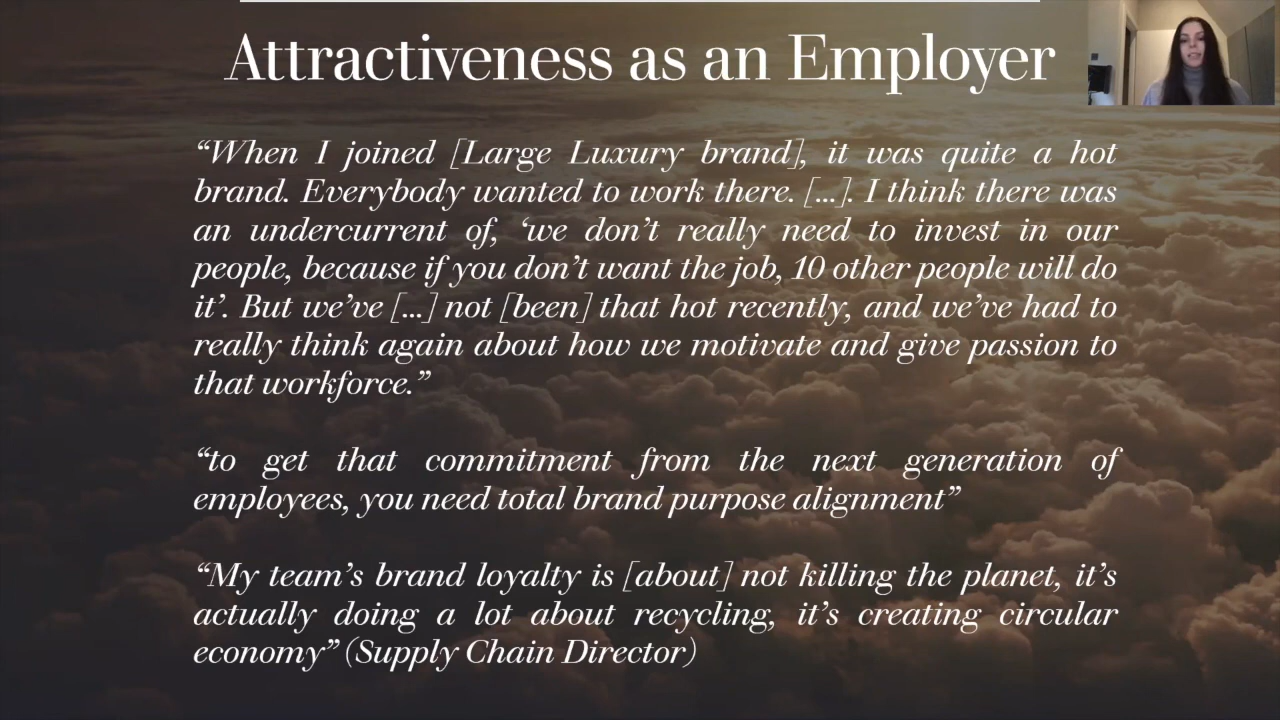 Attractiveness as an Employer
“When I joined [Large Luxury brand], it was quite a hot
brand. Everybody wanted to work there. [...]. I think there was
an undercurrent of, ‘we don’t really need to invest in our
people, because if you don’t want the job, 10 other people will do
it’. But we’ve [...] not [been] that hot recently, and we’ve had to
really think again about how we motivate and give passion to
that workforce.”
“to get that commitment from the next generation of
employees, you need total brand purpose alignment”
“My team’s brand loyalty is [about] not killing the planet, it’s
actually doing a lot about recycling, it’s creating circular
economy” (Supply Chain Director)